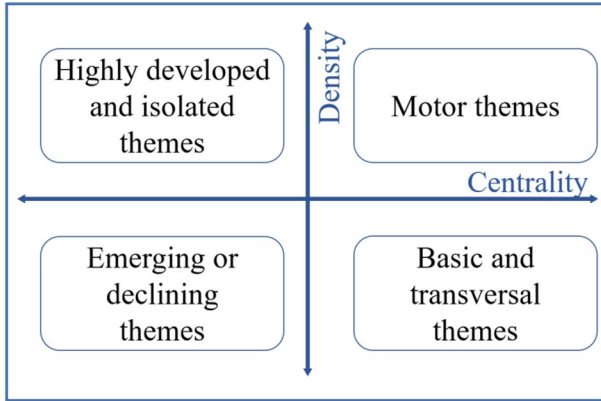 Highly developed
and isolated
themes
Density
Motor themes
Centrality
Emerging or
declining
themes
Basic and
transversal
themes